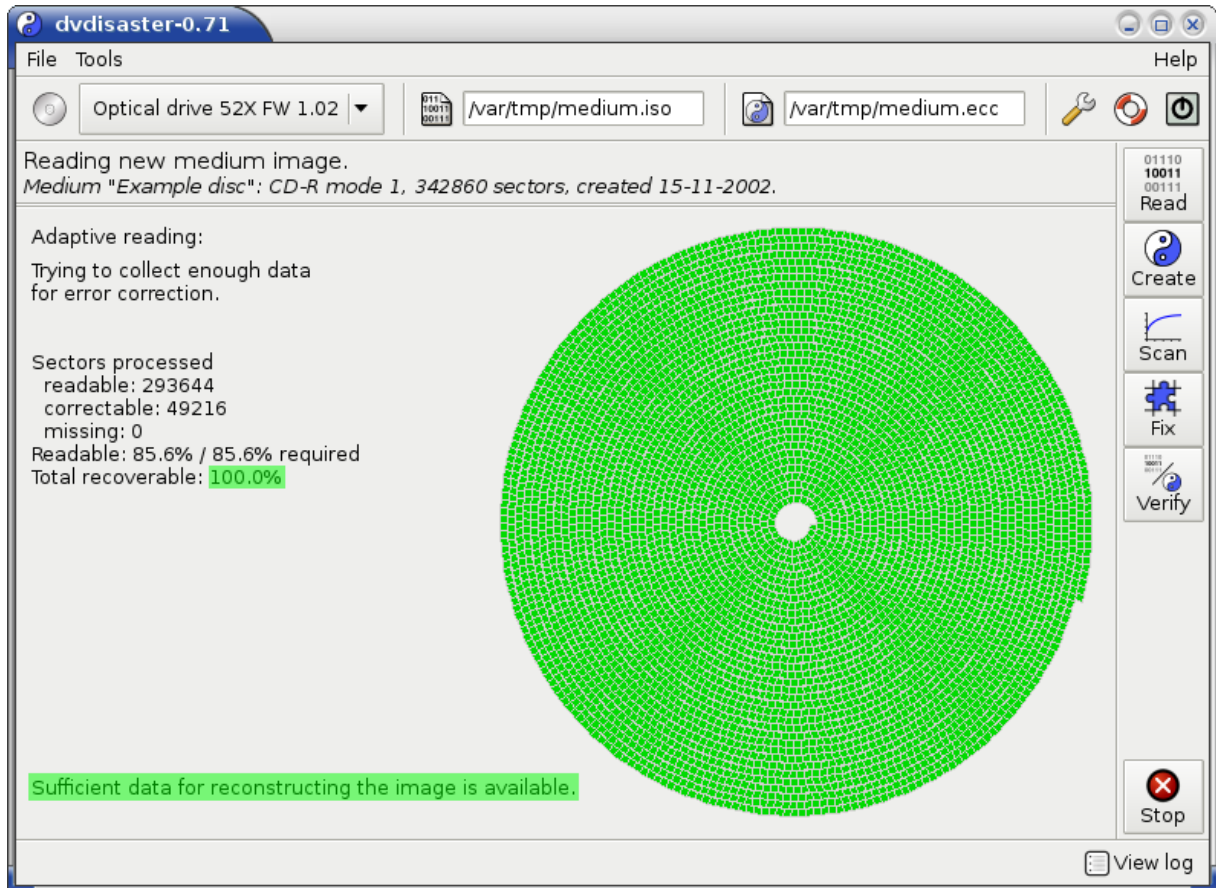 dvdisaster-0.71
File Tools Help
Optical drive 52X FW 1.02 /var/tmp/medium.iso /var/tmp/medium.ecc
Reading new medium image.
Medium "Example disc": CD-R mode 1, 342860 sectors, created 15-11-2002.
Adaptive reading:
Trying to collect enough data
for error correction.
Sectors processed
readable: 293644
correctable: 49216
missing: 0
Readable: 85.6% / 85.6% required
Total recoverable: 100.0%
Sufficient data for reconstructing the image is available.
01110
10011
00111
Read
Create
Scan
Fix
Verify
Stop
View log